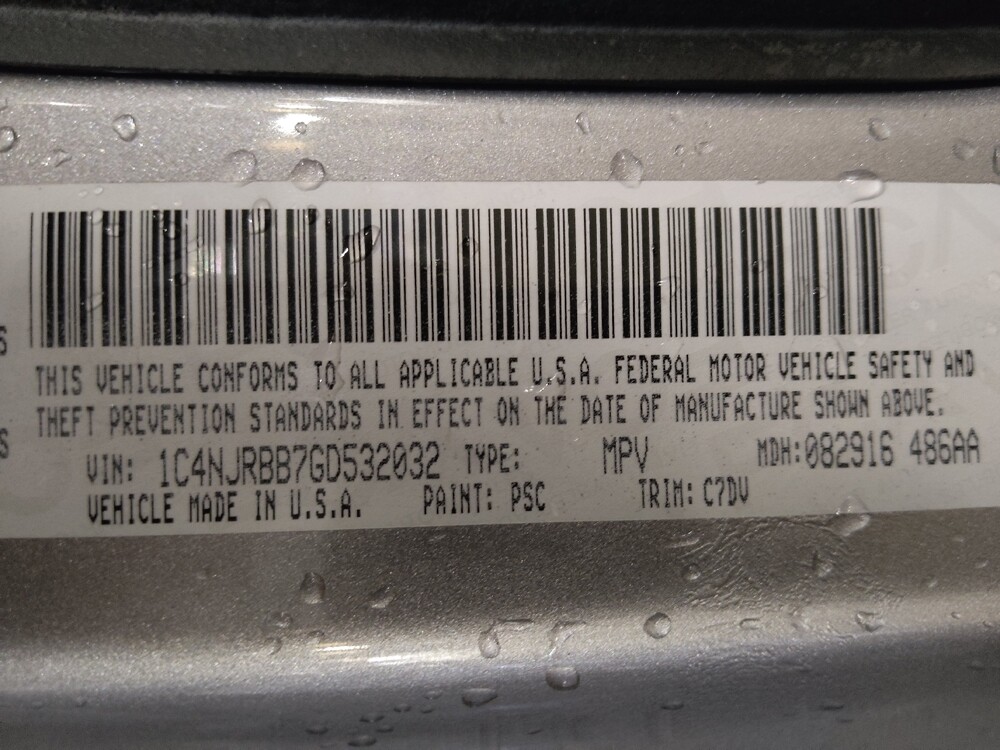 THIS VEHICLE CONFORMS TO ALL APPLICABLE U.S.A. FEDERAL MOTOR VEHICLE SAFETY AND
THEFT PREVENTION STANDARDS IN EFFECT ON THE DATE OF MANUFACTURE SHOWN ABOVE.
VIN: 1C4NJRBB7GD532032 TYPE: MPV MDH:082916 486AA
VEHICLE MADE IN U.S.A. PAINT: PSC TRIM: C7DV